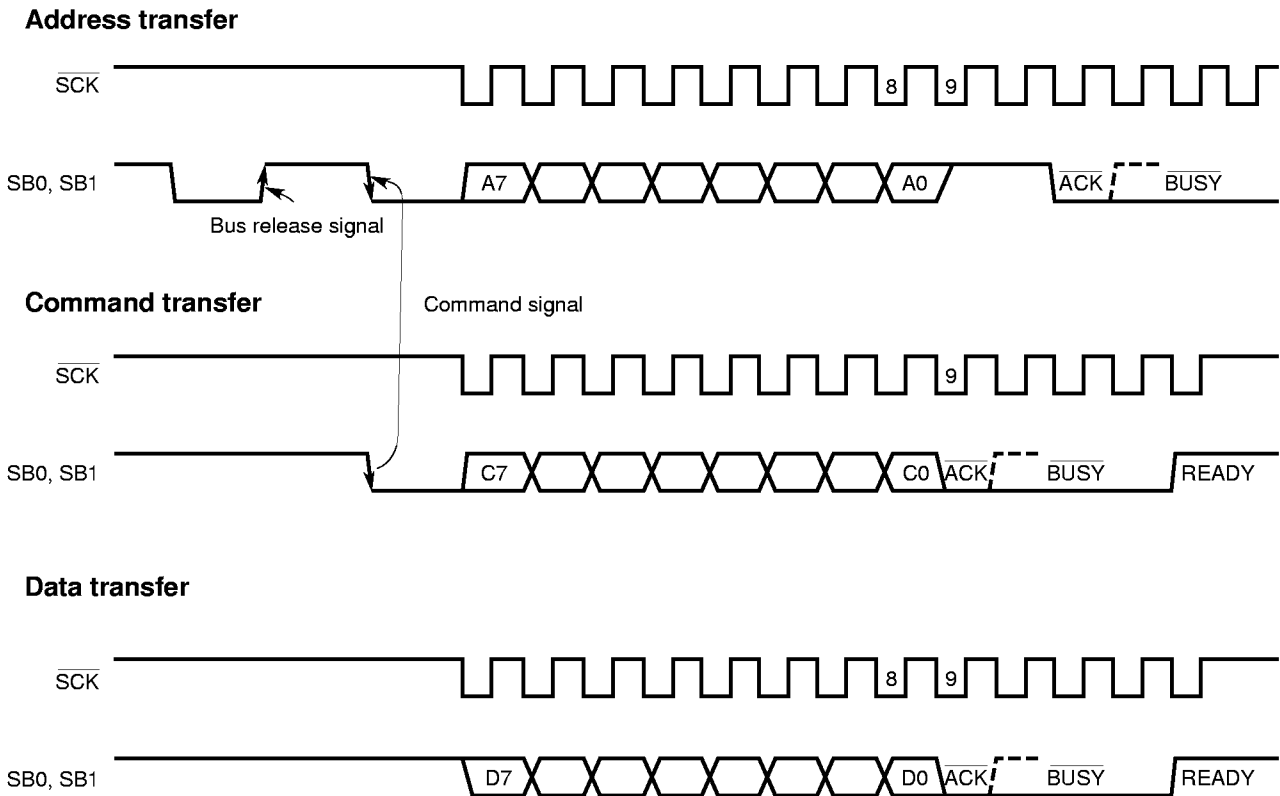 Address transfer
SCK 8 9
SB0, SB1 A7 A0 ACK BUSY
Bus release signal
Command transfer Command signal
SCK 9
SB0, SB1 C7 C0 ACK BUSY READY
Data transfer
SCK 8 9
SB0, SB1 D7 D0 ACK BUSY READY